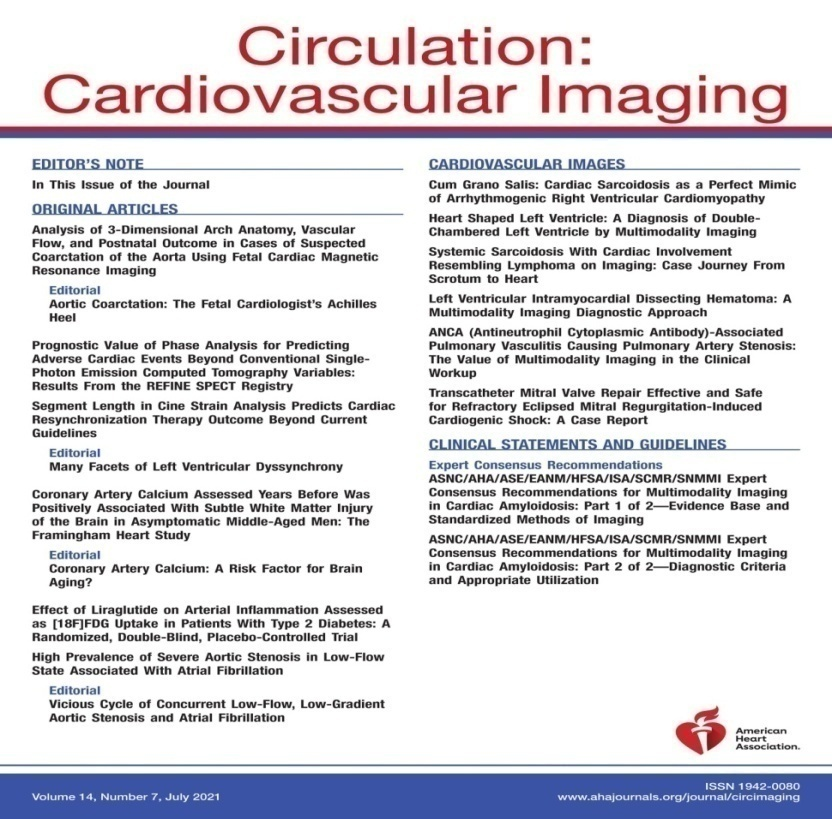 Circulation:
Cardiovascular Imaging
EDITOR'S NOTE
In This Issue of the Journal
ORIGINAL ARTICLES
Analysis of 3-Dimensional Arch Anatomy, Vascular
Flow, and Postnatal Outcome in Cases of Suspected
Coarctation of the Aorta Using Fetal Cardiac Magnetic
Resonance Imaging
Editorial
Aortic Coarctation: The Fetal Cardiologist's Achilles
Heel
Prognostic Value of Phase Analysis for Predicting
Adverse Cardiac Events Beyond Conventional Single-
Photon Emission Computed Tomography Variables:
Results From the REFINE SPECT Registry
Segment Length in Cine Strain Analysis Predicts Cardiac
Resynchronization Therapy Outcome Beyond Current
Guidelines
Editorial
Many Facets of Left Ventricular Dyssynchrony
Coronary Artery Calcium Assessed Years Before Was
Positively Associated With Subtle White Matter Injury
of the Brain in Asymptomatic Middle-Aged Men: The
Framingham Heart Study
Editorial
Coronary Artery Calcium: A Risk Factor for Brain
Aging?
Effect of Liraglutide on Arterial Inflammation Assessed
as [18F]FDG Uptake in Patients With Type 2 Diabetes: A
Randomized, Double-Blind, Placebo-Controlled Trial
High Prevalence of Severe Aortic Stenosis in Low-Flow
State Associated With Atrial Fibrillation
Editorial
Vicious Cycle of Concurrent Low-Flow, Low-Gradient
Aortic Stenosis and Atrial Fibrillation
CARDIOVASCULAR IMAGES
Cum Grano Salis: Cardiac Sarcoidosis as a Perfect Mimic
of Arrhythmogenic Right Ventricular Cardiomyopathy
Heart Shaped Left Ventricle: A Diagnosis of Double-
Chambered Left Ventricle by Multimodality Imaging
Systemic Sarcoidosis With Cardiac Involvement
Resembling Lymphoma on Imaging: Case Journey From
Scrotum to Heart
Left Ventricular Intramyocardial Dissecting Hematoma: A
Multimodality Imaging Diagnostic Approach
ANCA (Antineutrophil Cytoplasmic Antibody)-Associated
Pulmonary Vasculitis Causing Pulmonary Artery Stenosis:
The Value of Multimodality Imaging in the Clinical
Workup
Transcatheter Mitral Valve Repair Effective and Safe
for Refractory Eclipsed Mitral Regurgitation-Induced
Cardiogenic Shock: A Case Report
CLINICAL STATEMENTS AND GUIDELINES
Expert Consensus Recommendations
ASNC/AHA/ASE/EANM/HFSA/ISA/SCMR/SNMMI Expert
Consensus Recommendations for Multimodality Imaging
in Cardiac Amyloidosis: Part 1 of 2—Evidence Base and
Standardized Methods of Imaging
ASNC/AHA/ASE/EANM/HFSA/ISA/SCMR/SNMMI Expert
Consensus Recommendations for Multimodality Imaging
in Cardiac Amyloidosis: Part 2 of 2—Diagnostic Criteria
and Appropriate Utilization
American
Heart
Association.
Volume 14, Number 7, July 2021
ISSN 1942-0080
www.ahajournals.org/journal/circimaging